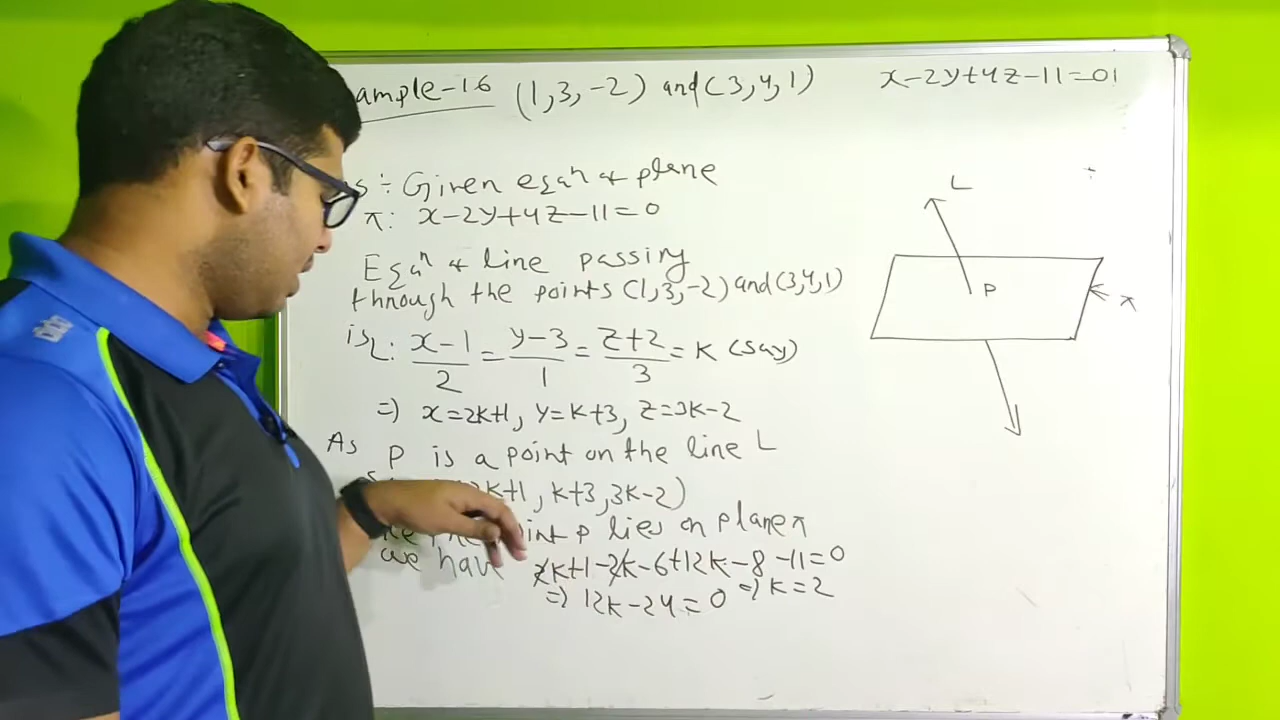 ample-16 (1,3,-2) and (3,4,1) x-2y+4z-11=0
s ÷ Given eqⁿ of plane
π: x-2y+4z-11=0
Eqⁿ of line passing
through the points (1,3,-2) and (3,4,1)
is L: x-1/2 = y-3/1 = z+2/3 = K (say)
=) x=2k+1, y=k+3, z=3k-2
As P is a point on the line L
2k+1, k+3, 3k-2)
int P lies on plane π
we have 2k+1-2k-6+12k-8-11=0
=) 12k-24=0 =) k=2
L
P
π